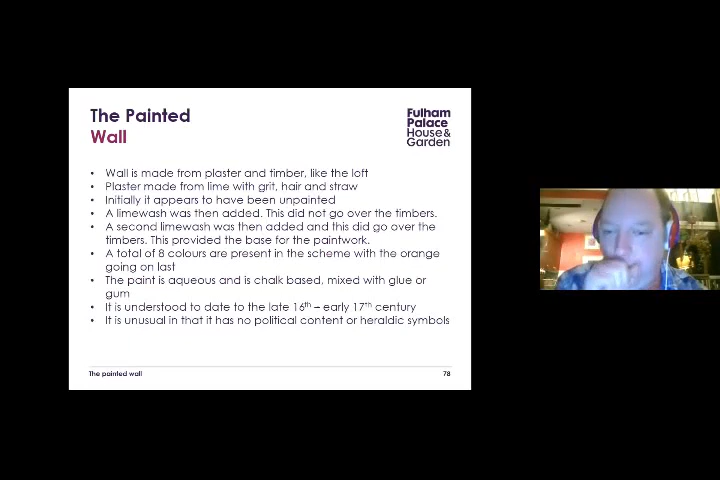 The Painted
Wall
Fulham
Palace
House &
Garden
• Wall is made from plaster and timber, like the loft
• Plaster made from lime with grit, hair and straw
• Initially it appears to have been unpainted
• A limewash was then added. This did not go over the timbers.
• A second limewash was then added and this did go over the
timbers. This provided the base for the paintwork.
• A total of 8 colours are present in the scheme with the orange
going on last
• The paint is aqueous and is chalk based, mixed with glue or
gum
• It is understood to date to the late 16th – early 17th century
• It is unusual in that it has no political content or heraldic symbols
The painted wall
78